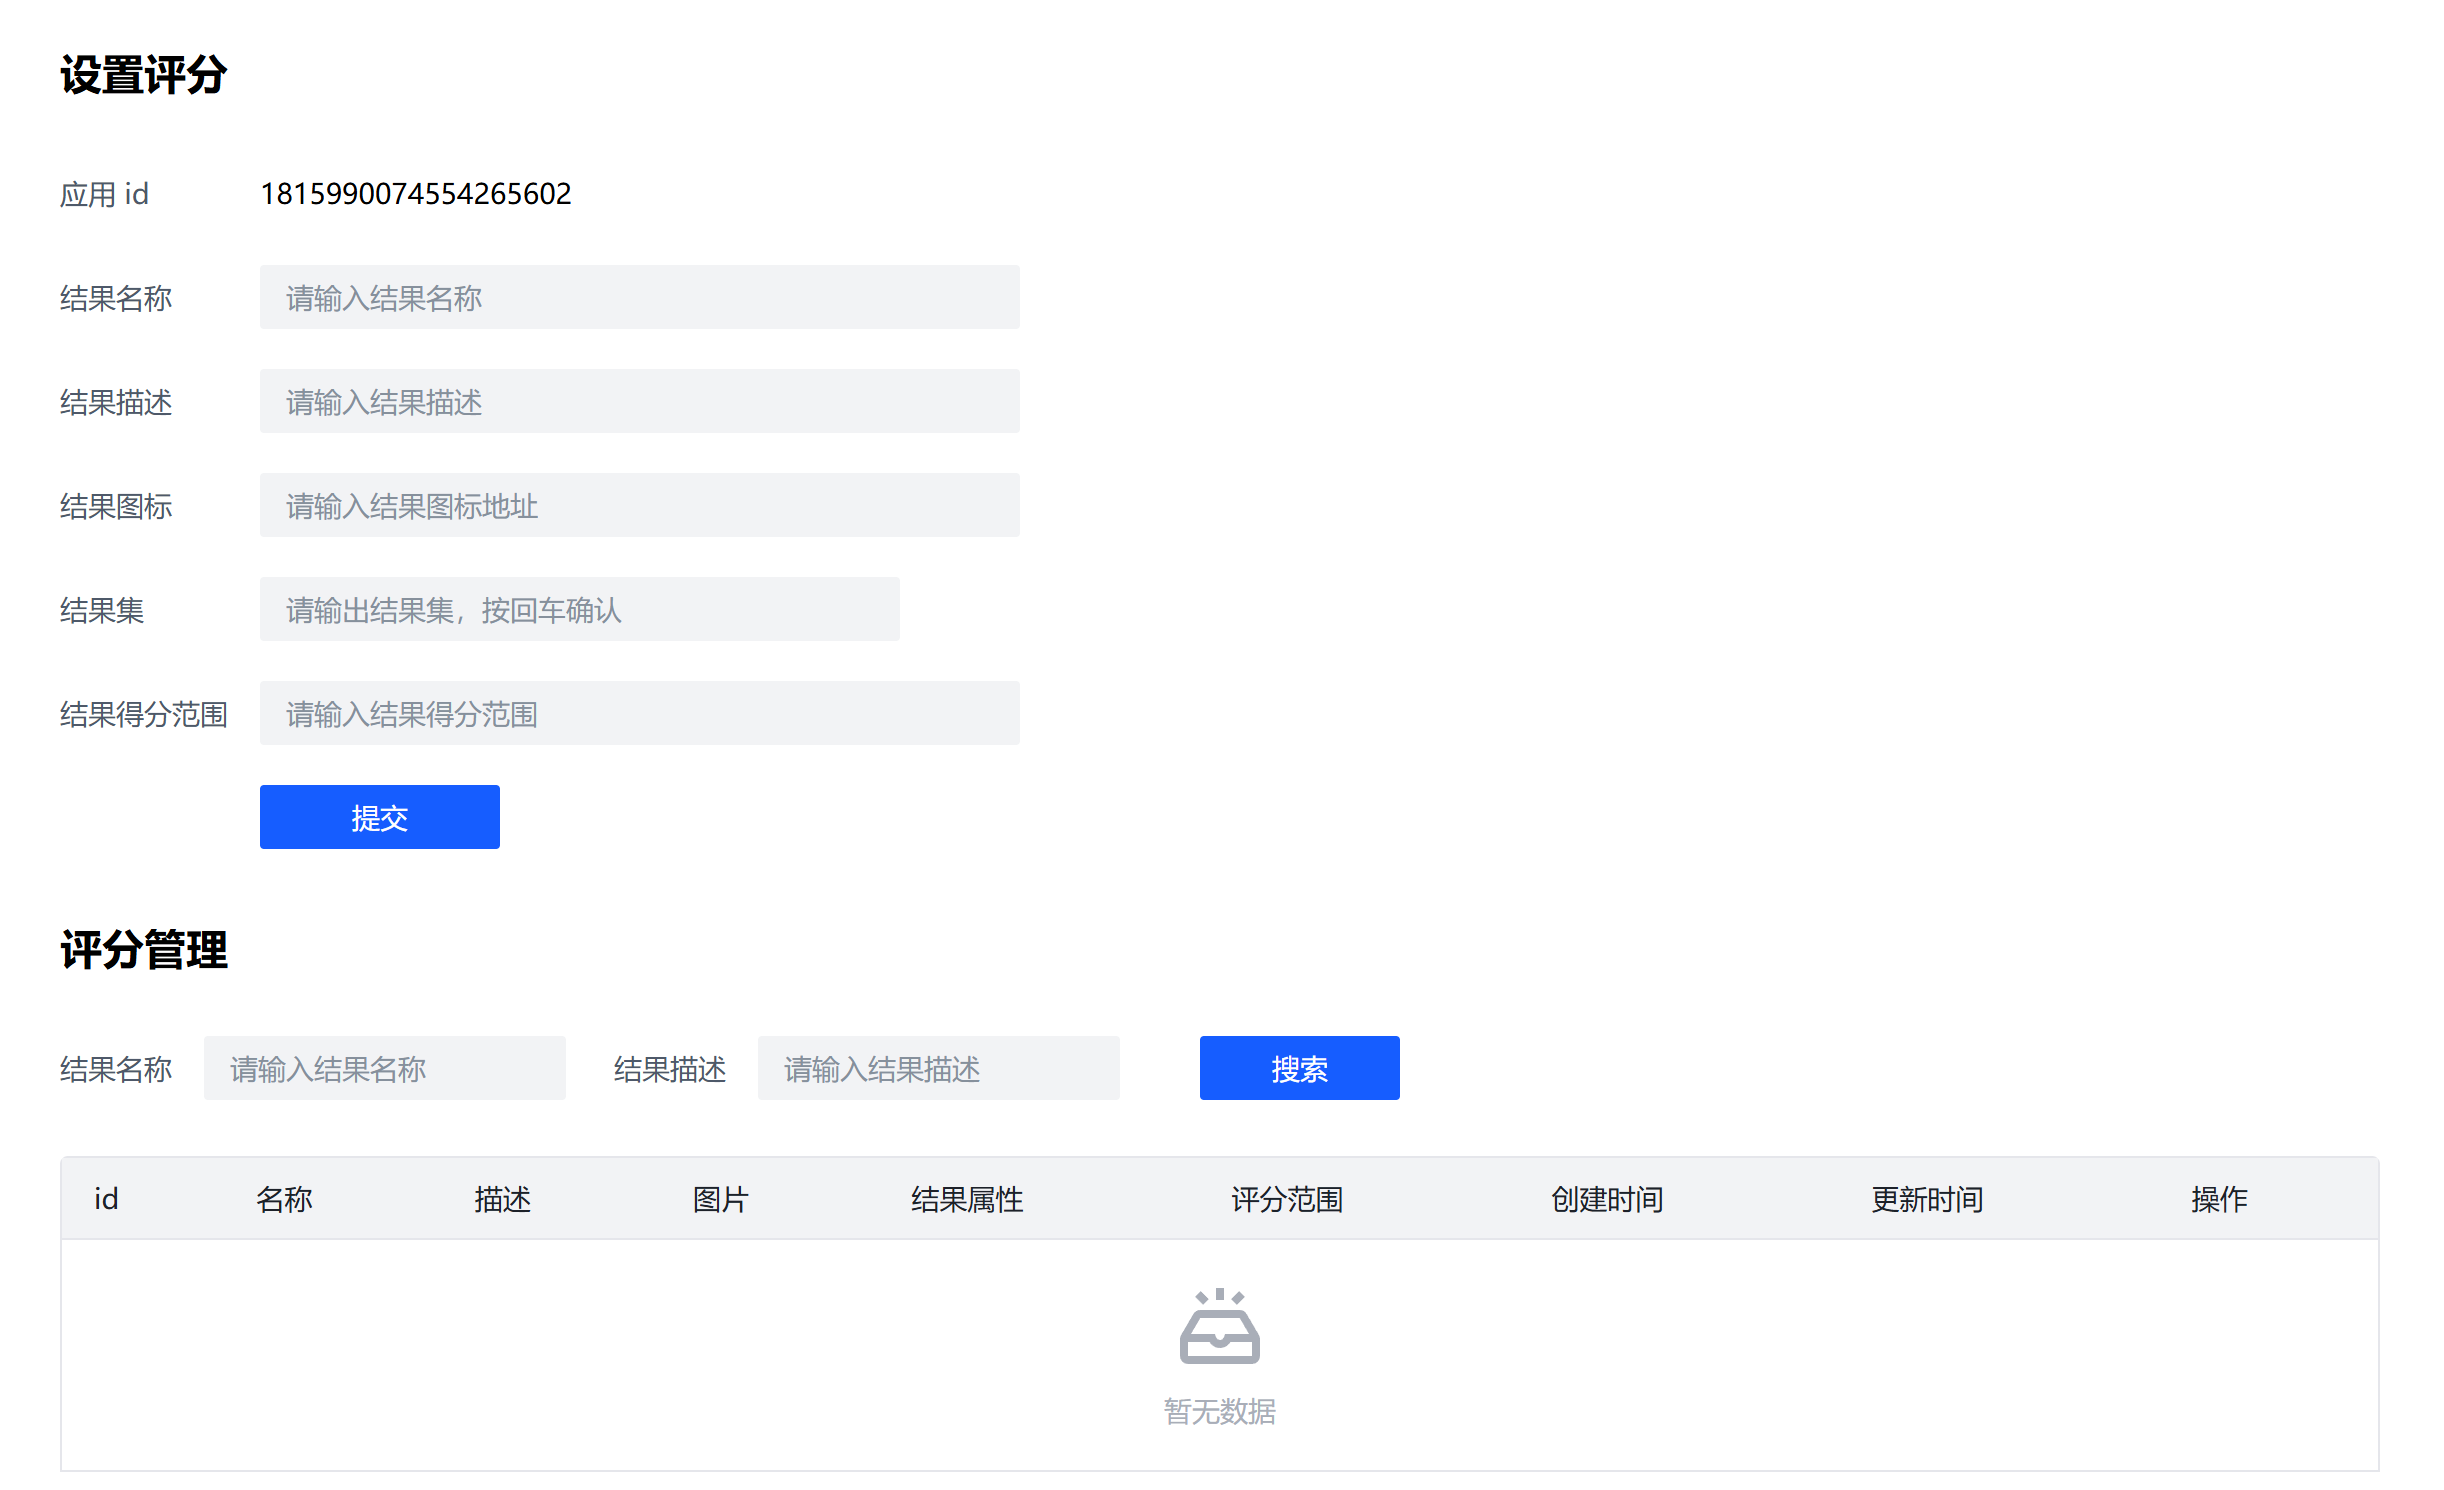 设置评分
应用 id 1815990074554265602
结果名称 请输入结果名称
结果描述 请输入结果描述
结果图标 请输入结果图标地址
结果集 请输出结果集，按回车确认
结果得分范围 请输入结果得分范围
提交
评分管理
结果名称 请输入结果名称 结果描述 请输入结果描述 搜索
id 名称 描述 图片 结果属性 评分范围 创建时间 更新时间 操作
暂无数据